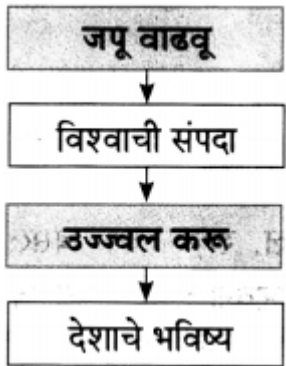 जपू वाढवू
विश्वाची संपदा
उज्ज्वल करू
देशाचे भविष्य